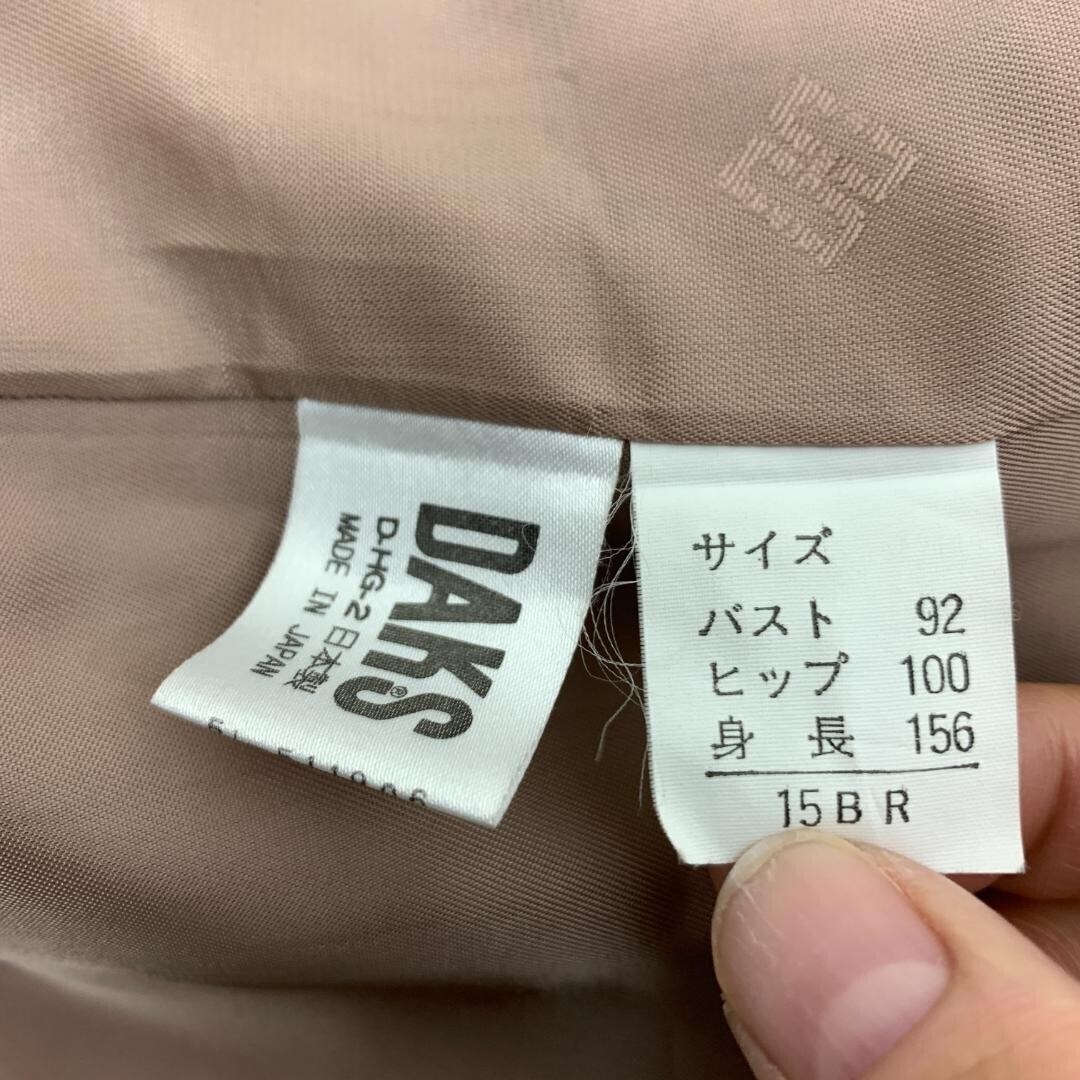 DAKS®
D-HG-2 日本製
MADE IN JAPAN
サイズ
バスト 92
ヒップ 100
身長 156
15BR